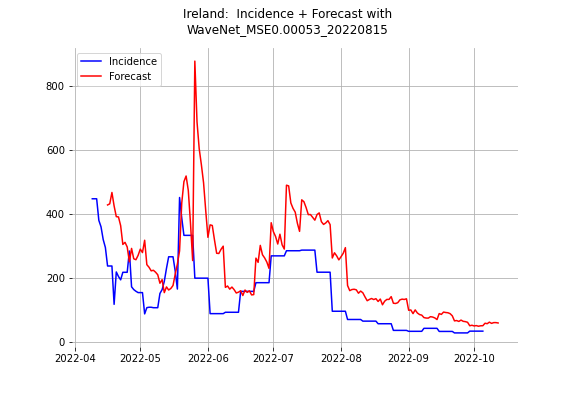 Ireland:  Incidence + Forecast with
WaveNet_MSE0.00053_20220815
Incidence
Forecast
800
600
400
200
0
2022-04 2022-05 2022-06 2022-07 2022-08 2022-09 2022-10